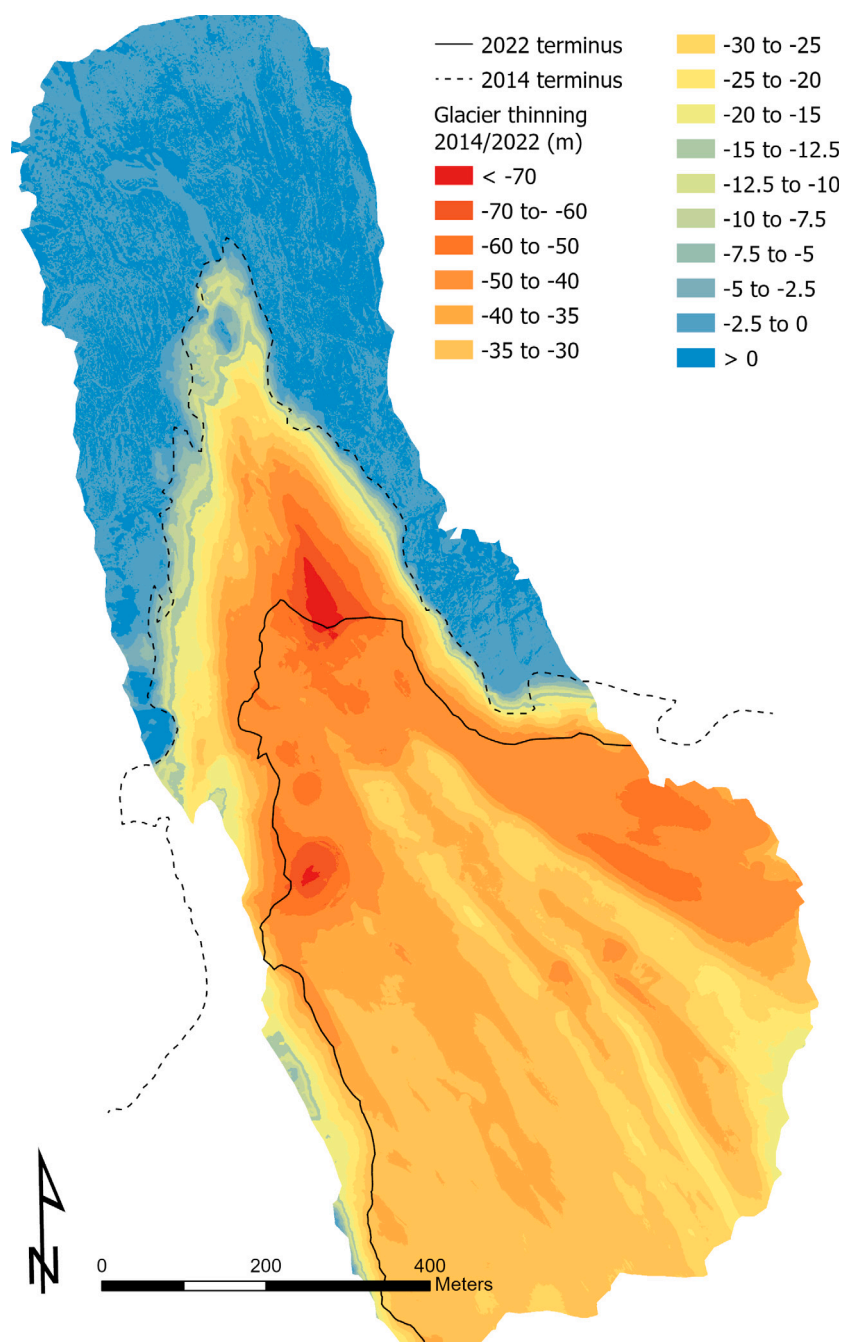 2022 terminus
2014 terminus
Glacier thinning
2014/2022 (m)
< -70
-70 to- -60
-60 to -50
-50 to -40
-40 to -35
-35 to -30
-30 to -25
-25 to -20
-20 to -15
-15 to -12.5
-12.5 to -10
-10 to -7.5
-7.5 to -5
-5 to -2.5
-2.5 to 0
> 0
N
0 200 400
Meters